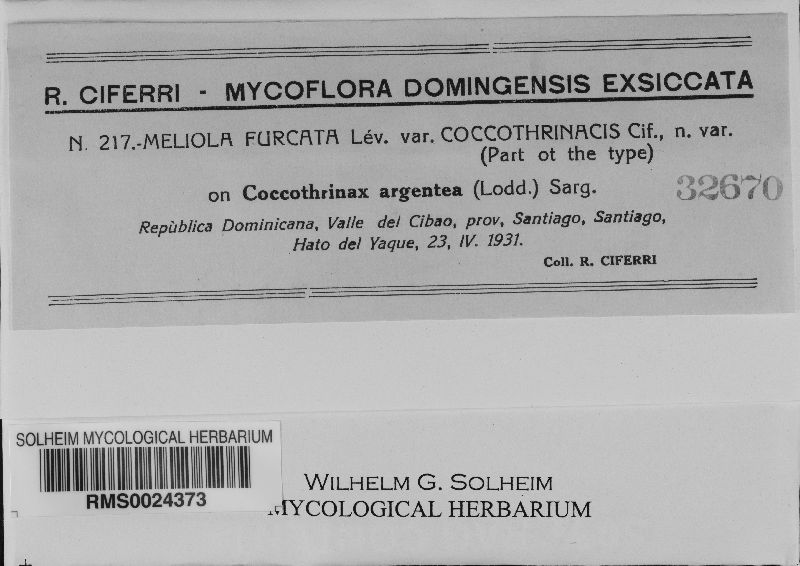 R. CIFERRI - MYCOFLORA DOMINGENSIS EXSICCATA
N. 217.-MELIOLA FURCATA Lév. var. COCCOTHRINACIS Cif., n. var.
(Part ot the type)
on Coccothrinax argentea (Lodd.) Sarg.
32670
Repùblica Dominicana, Valle del Cibao, prov, Santiago, Santiago,
Hato del Yaque, 23, IV. 1931.
Coll. R. CIFERRI
SOLHEIM MYCOLOGICAL HERBARIUM
RMS0024373
WILHELM G. SOLHEIM
MYCOLOGICAL HERBARIUM